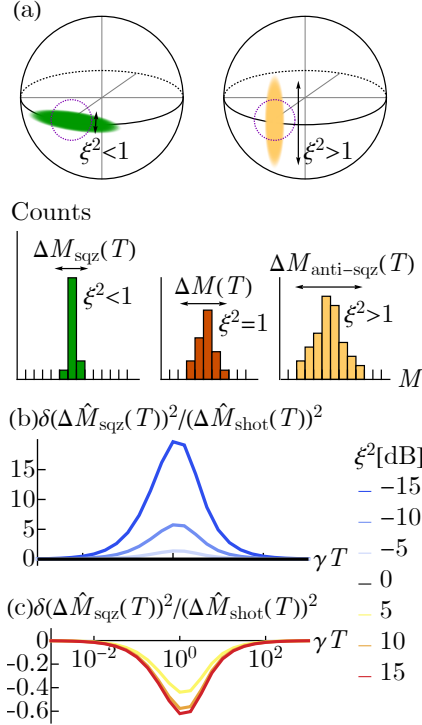 (a)
ξ²<1
ξ²>1
Counts
ΔM_sqz(T)
ξ²<1
ΔM(T)
ξ²=1
ΔM_anti-sqz(T)
ξ²>1
M
(b)δ(ΔM̂_sqz(T))²/(ΔM̂_shot(T))²
15
10
5
0
γT
ξ²[dB]
-15
-10
-5
0
5
10
15
(c)δ(ΔM̂_sqz(T))²/(ΔM̂_shot(T))²
0
-0.2
-0.4
-0.6
10⁻²
10⁰
10²
γT